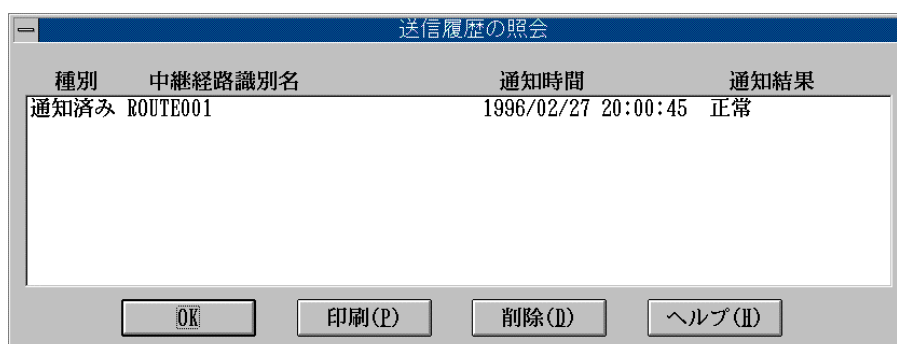 送信履歴の照会
種別 中継経路識別名 通知時間 通知結果
通知済み ROUTE001 1996/02/27 20:00:45 正常
OK 印刷(P) 削除(D) ヘルプ(H)